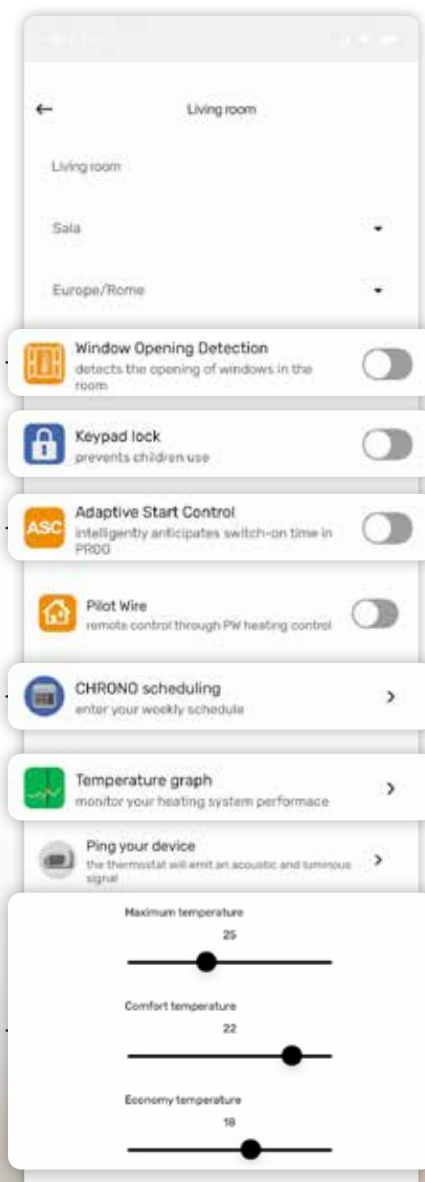 Living room
Living room
Sala
Europe/Rome
Window Opening Detection
detects the opening of windows in the
room
Keypad lock
prevents children use
ASC
Adaptive Start Control
intelligently anticipates switch-on time in
PROG
Pilot Wire
remote control through PW heating control
CHRONO scheduling
enter your weekly schedule
Temperature graph
monitor your heating system performace
Ping your device
the thermostat will emit an acoustic and luminous
signal
Maximum temperature
25
Comfort temperature
22
Economy temperature
18